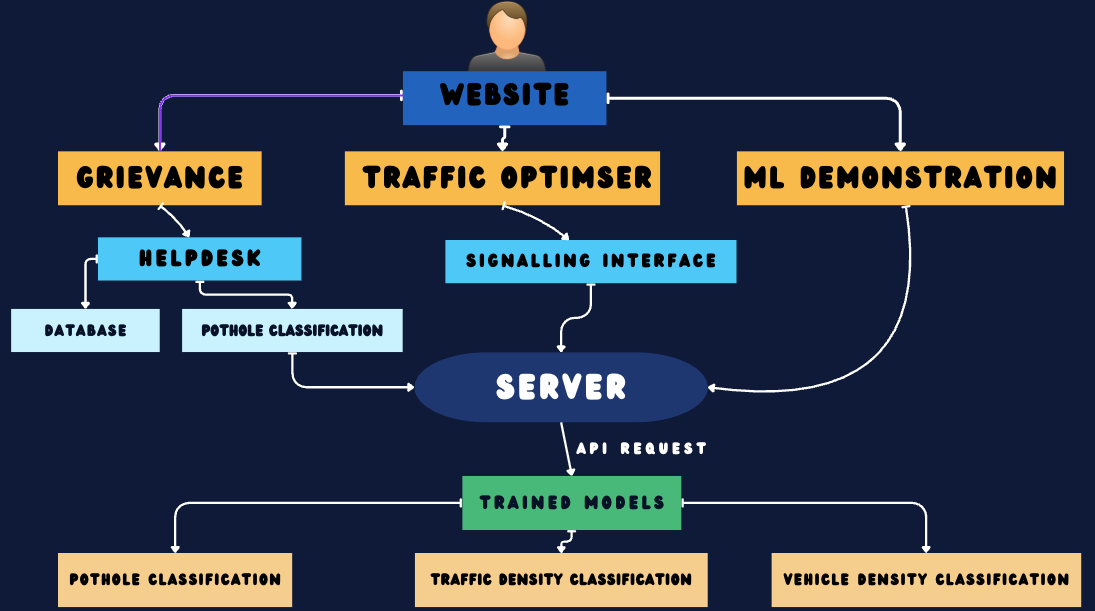 WEBSITE
GRIEVANCE
TRAFFIC OPTIMSER
ML DEMONSTRATION
HELPDESK
SIGNALLING INTERFACE
DATABASE
POTHOLE CLASSIFICATION
SERVER
API REQUEST
TRAINED MODELS
POTHOLE CLASSIFICATION
TRAFFIC DENSITY CLASSIFICATION
VEHICLE DENSITY CLASSIFICATION